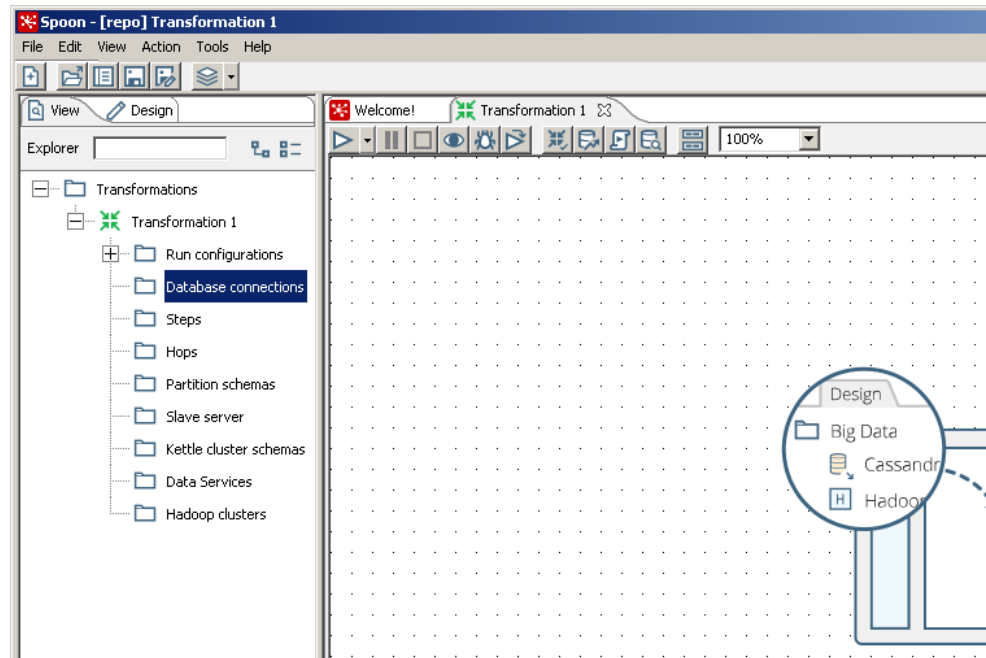 Spoon - [repo] Transformation 1
File Edit View Action Tools Help
View Design
Explorer
Transformations
Transformation 1
Run configurations
Database connections
Steps
Hops
Partition schemas
Slave server
Kettle cluster schemas
Data Services
Hadoop clusters
Welcome! Transformation 1
100%
Design
Big Data
Cassandr
H Hadoop